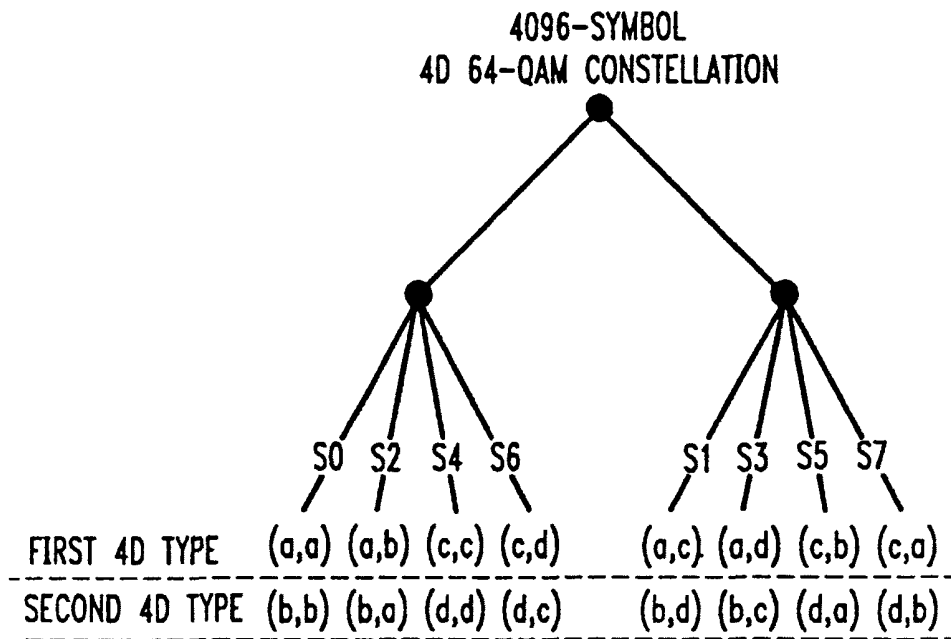 4096-SYMBOL
4D 64-QAM CONSTELLATION
S0 S2 S4 S6 S1 S3 S5 S7
FIRST 4D TYPE (a,a) (a,b) (c,c) (c,d) (a,c) (a,d) (c,b) (c,a)
SECOND 4D TYPE (b,b) (b,a) (d,d) (d,c) (b,d) (b,c) (d,a) (d,b)